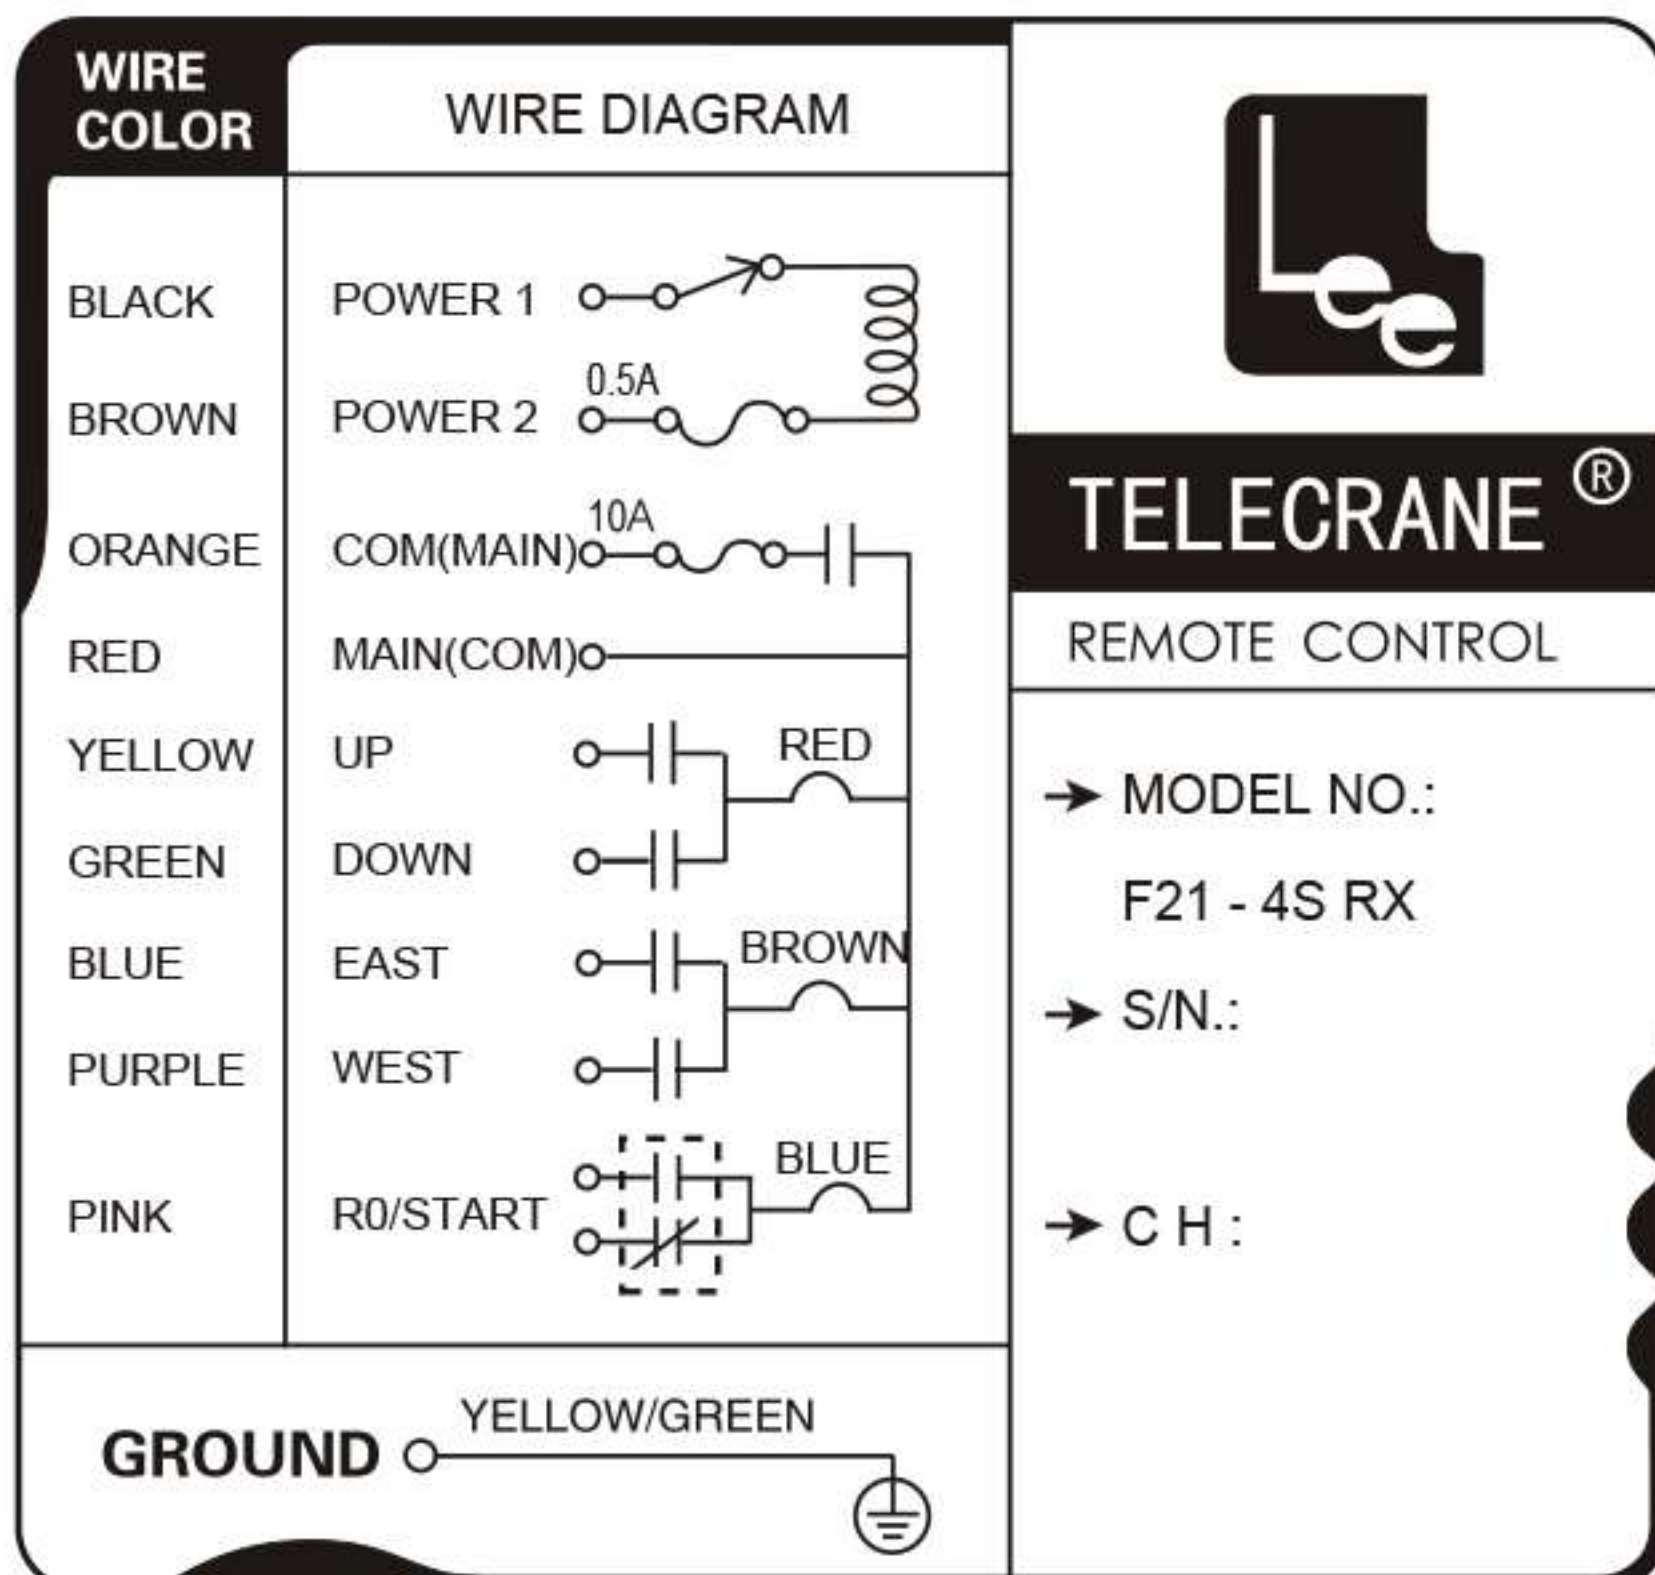 WIRE
COLOR
WIRE DIAGRAM
BLACK POWER 1
0.5A
BROWN POWER 2
10A
ORANGE COM(MAIN)
RED MAIN(COM)
YELLOW UP
RED
GREEN DOWN
BLUE EAST
BROWN
PURPLE WEST
BLUE
PINK R0/START
YELLOW/GREEN
GROUND
Lee
TELECRANE ®
REMOTE CONTROL
→ MODEL NO.:
F21 - 4S RX
→ S/N.:
→ C H :